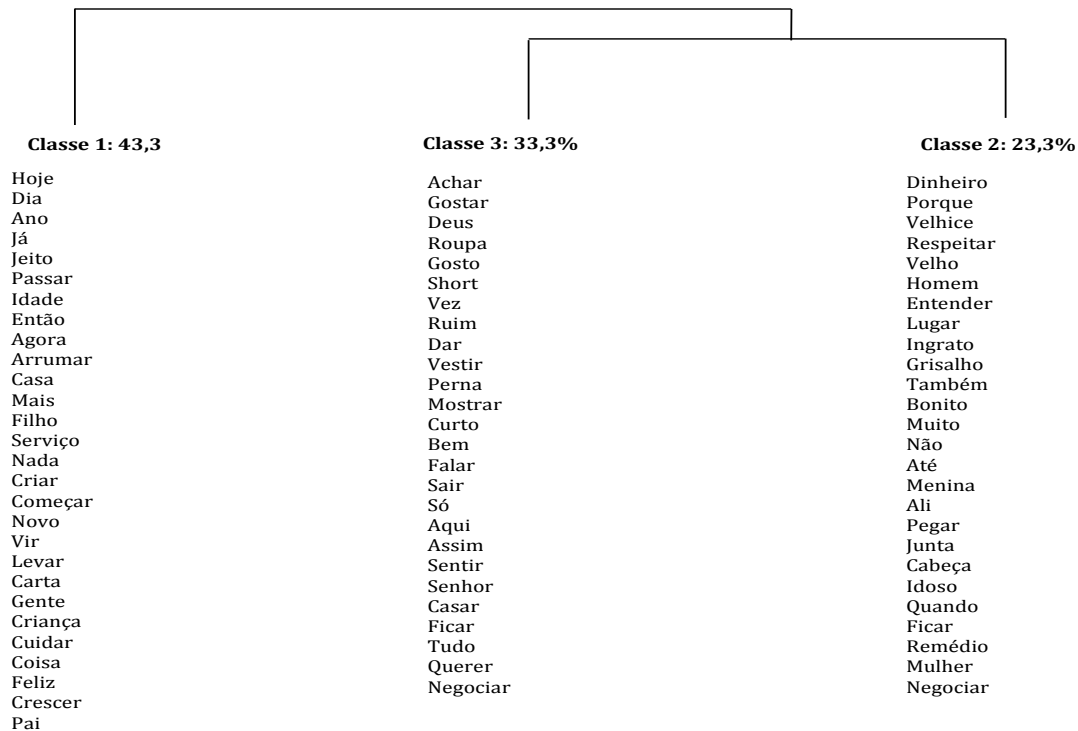 Classe 1: 43,3
Hoje
Dia
Ano
Já
Jeito
Passar
Idade
Então
Agora
Arrumar
Casa
Mais
Filho
Serviço
Nada
Criar
Começar
Novo
Vir
Levar
Carta
Gente
Criança
Cuidar
Coisa
Feliz
Crescer
Pai
Classe 3: 33,3%
Achar
Gostar
Deus
Roupa
Gosto
Short
Vez
Ruim
Dar
Vestir
Perna
Mostrar
Curto
Bem
Falar
Sair
Só
Aqui
Assim
Sentir
Senhor
Casar
Ficar
Tudo
Querer
Negociar
Classe 2: 23,3%
Dinheiro
Porque
Velhice
Respeitar
Velho
Homem
Entender
Lugar
Ingrato
Grisalho
Também
Bonito
Muito
Não
Até
Menina
Ali
Pegar
Junta
Cabeça
Idoso
Quando
Ficar
Remédio
Mulher
Negociar